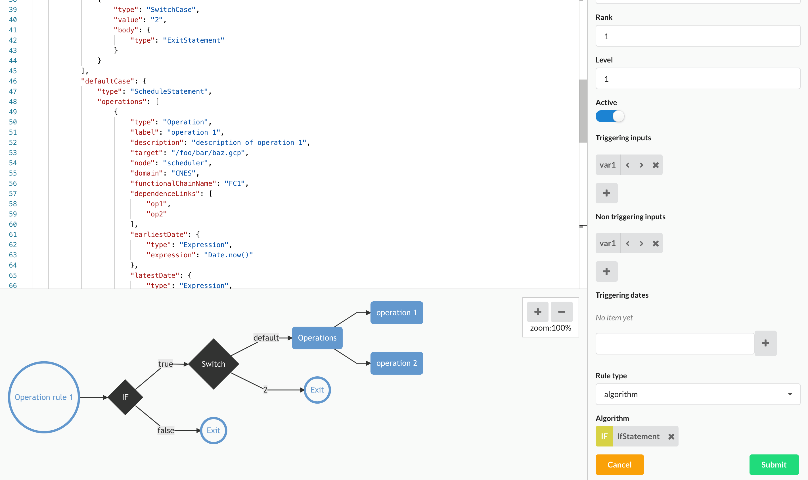 38 {
39 "type": "SwitchCase",
40 "value": "2",
41 "body": {
42 "type": "ExitStatement"
43 }
44 }
45 ],
46 "defaultCase": {
47 "type": "ScheduleStatement",
48 "operations": [
49 {
50 "type": "Operation",
51 "label": "operation 1",
52 "description": "description of operation 1",
53 "target": "/foo/bar/baz.gcp",
54 "node": "scheduler",
55 "domain": "CNES",
56 "functionalChainName": "FC1",
57 "dependenceLinks": [
58 "op1",
59 "op2"
60 ],
61 "earliestDate": {
62 "type": "Expression",
63 "expression": "Date.now()"
64 },
65 "latestDate": {
66 "type": "Expression",
Operation rule 1
IF
true
false
Switch
Exit
default
2
Operations
Exit
operation 1
operation 2
+ −
zoom:100%
Rank
1
Level
1
Active
Triggering inputs
var1 < > ✖
+
Non triggering inputs
var1 < > ✖
+
Triggering dates
No item yet
+
Rule type
algorithm
Algorithm
IF IfStatement ✖
Cancel Submit